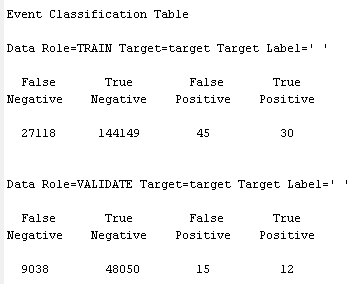 Event Classification Table
Data Role=TRAIN Target=target Target Label=' '
False True False True
Negative Negative Positive Positive
27118 144149 45 30
Data Role=VALIDATE Target=target Target Label=' '
False True False True
Negative Negative Positive Positive
9038 48050 15 12